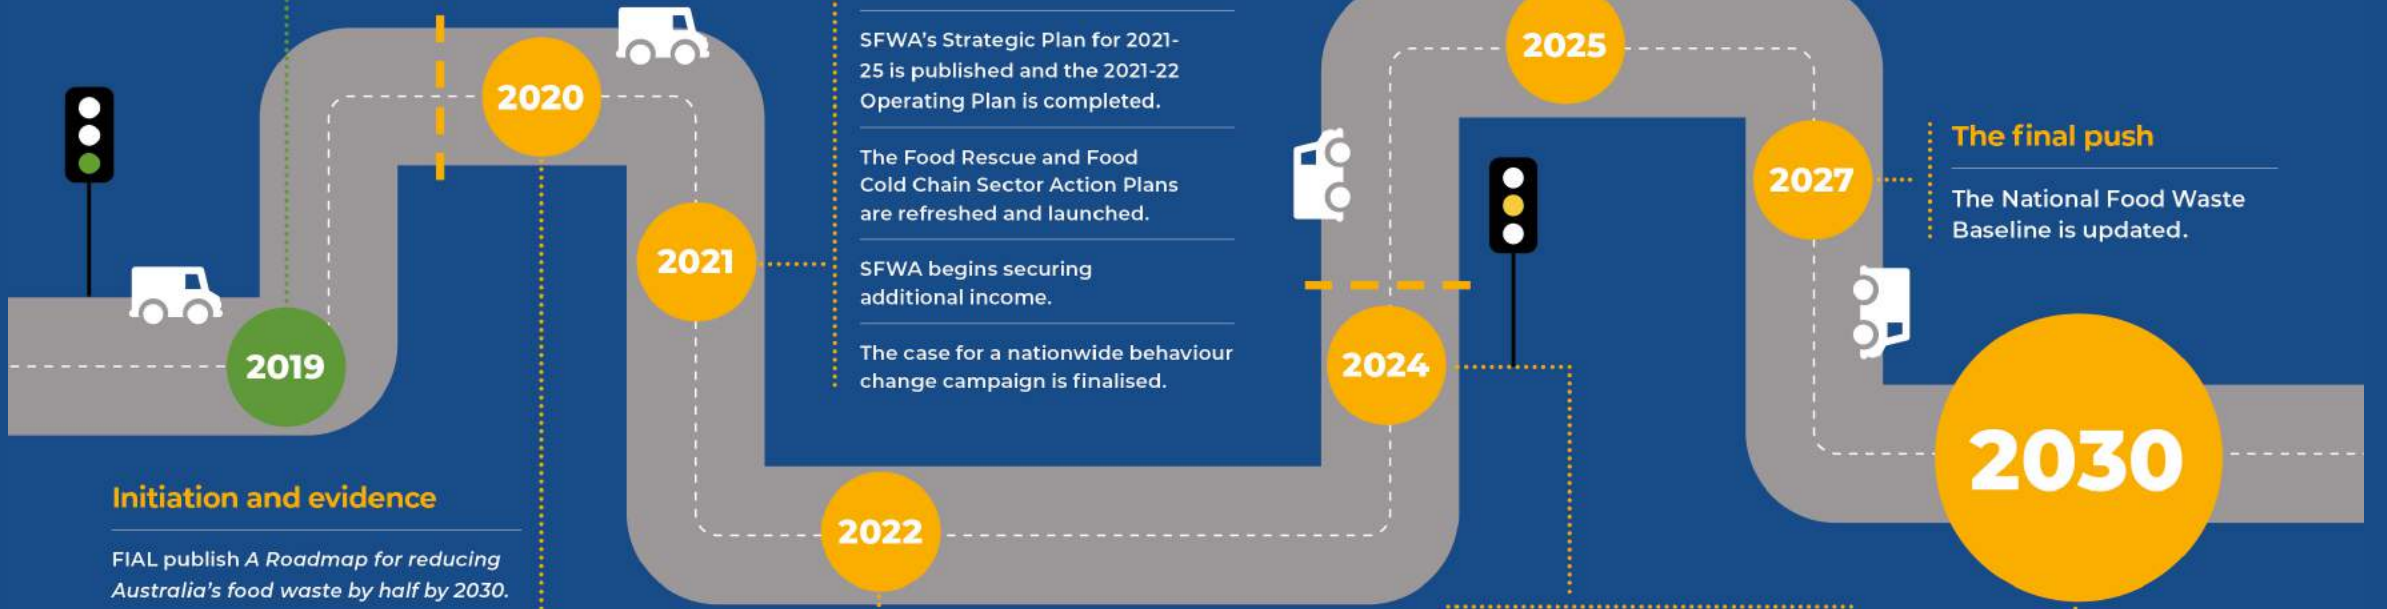 2019
Initiation and evidence
FIAL publish A Roadmap for reducing
Australia's food waste by half by 2030.
2020
2021
SFWA's Strategic Plan for 2021-
25 is published and the 2021-22
Operating Plan is completed.
The Food Rescue and Food
Cold Chain Sector Action Plans
are refreshed and launched.
SFWA begins securing
additional income.
The case for a nationwide behaviour
change campaign is finalised.
2022
2024
2025
2027
The final push
The National Food Waste
Baseline is updated.
2030